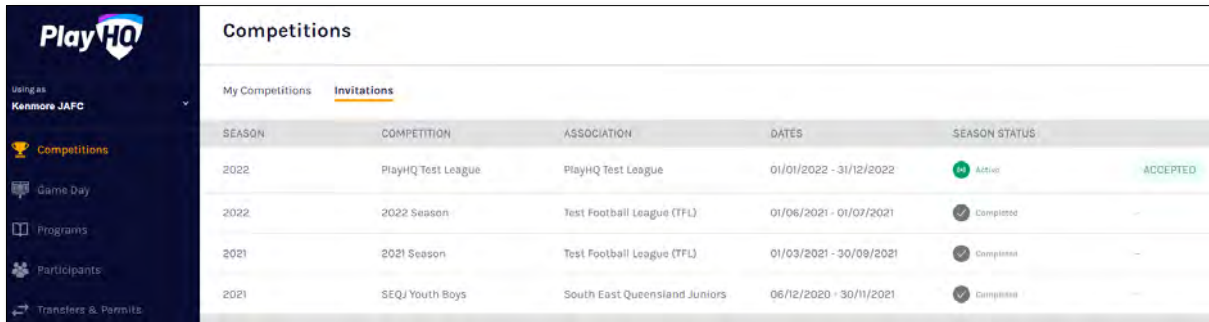 PlayHQ
Competitions
Using as
Kenmore JAFC
My Competitions Invitations
SEASON COMPETITION ASSOCIATION DATES SEASON STATUS
Competitions
2022 PlayHQ Test League PlayHQ Test League 01/01/2022 - 31/12/2022 Active ACCEPTED
Game Day
2022 2022 Season Test Football League (TFL) 01/06/2021 - 01/07/2021 Completed --
Programs
2021 2021 Season Test Football League (TFL) 01/03/2021 - 30/09/2021 Completed --
Participants
2021 SEQJ Youth Boys South East Queensland Juniors 06/12/2020 - 30/11/2021 Completed --
Transfers & Permits